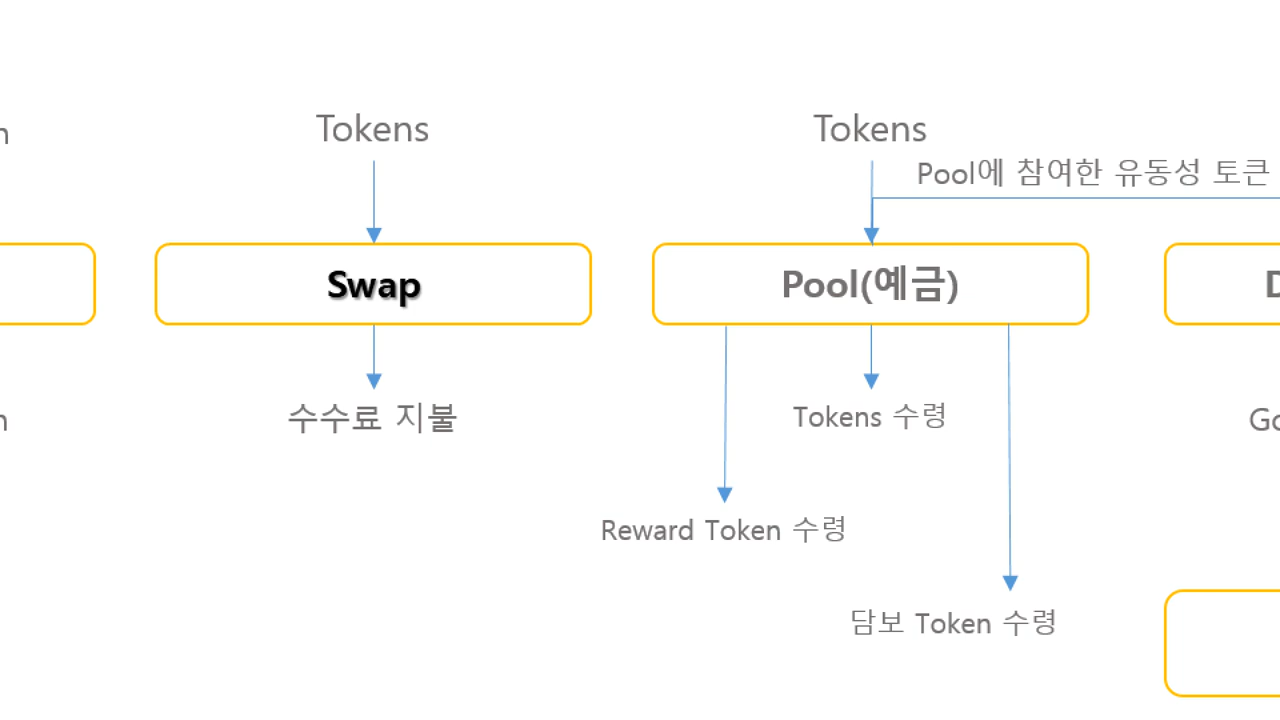 Tokens
Tokens
Pool에 참여한 유동성 토큰
Swap
Pool(예금)
수수료 지불
Tokens 수령
Reward Token 수령
담보 Token 수령